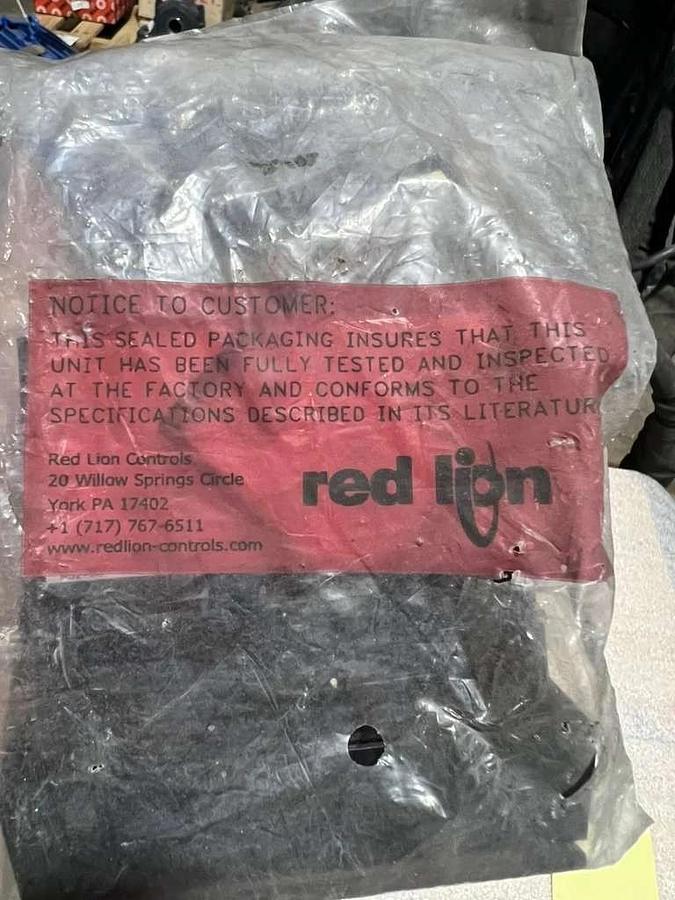 NOTICE TO CUSTOMER:
THIS SEALED PACKAGING INSURES THAT THIS
UNIT HAS BEEN FULLY TESTED AND INSPECTED
AT THE FACTORY AND CONFORMS TO THE
SPECIFICATIONS DESCRIBED IN ITS LITERATUR
Red Lion Controls
20 Willow Springs Circle
York PA 17402
+1 (717) 767-6511
www.redlion-controls.com
red lion